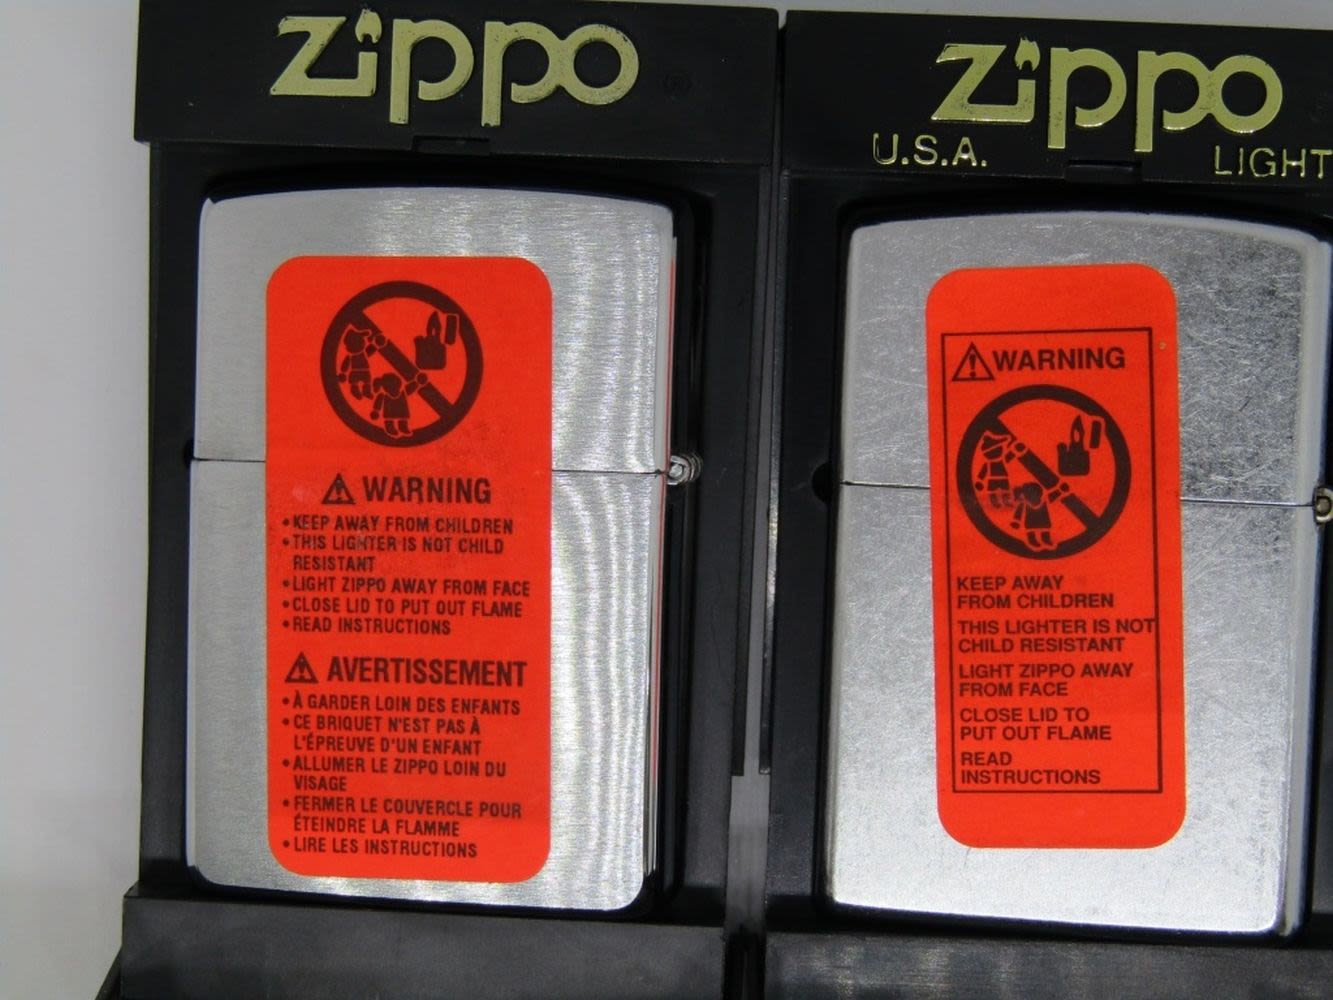 zippo
WARNING
•KEEP AWAY FROM CHILDREN
•THIS LIGHTER IS NOT CHILD
RESISTANT
•LIGHT ZIPPO AWAY FROM FACE
•CLOSE LID TO PUT OUT FLAME
•READ INSTRUCTIONS
AVERTISSEMENT
•À GARDER LOIN DES ENFANTS
•CE BRIQUET N'EST PAS À
L'ÉPREUVE D'UN ENFANT
•ALLUMER LE ZIPPO LOIN DU
VISAGE
•FERMER LE COUVERCLE POUR
ÉTEINDRE LA FLAMME
•LIRE LES INSTRUCTIONS
zippo
U.S.A. LIGHT
WARNING
KEEP AWAY
FROM CHILDREN
THIS LIGHTER IS NOT
CHILD RESISTANT
LIGHT ZIPPO AWAY
FROM FACE
CLOSE LID TO
PUT OUT FLAME
READ
INSTRUCTIONS